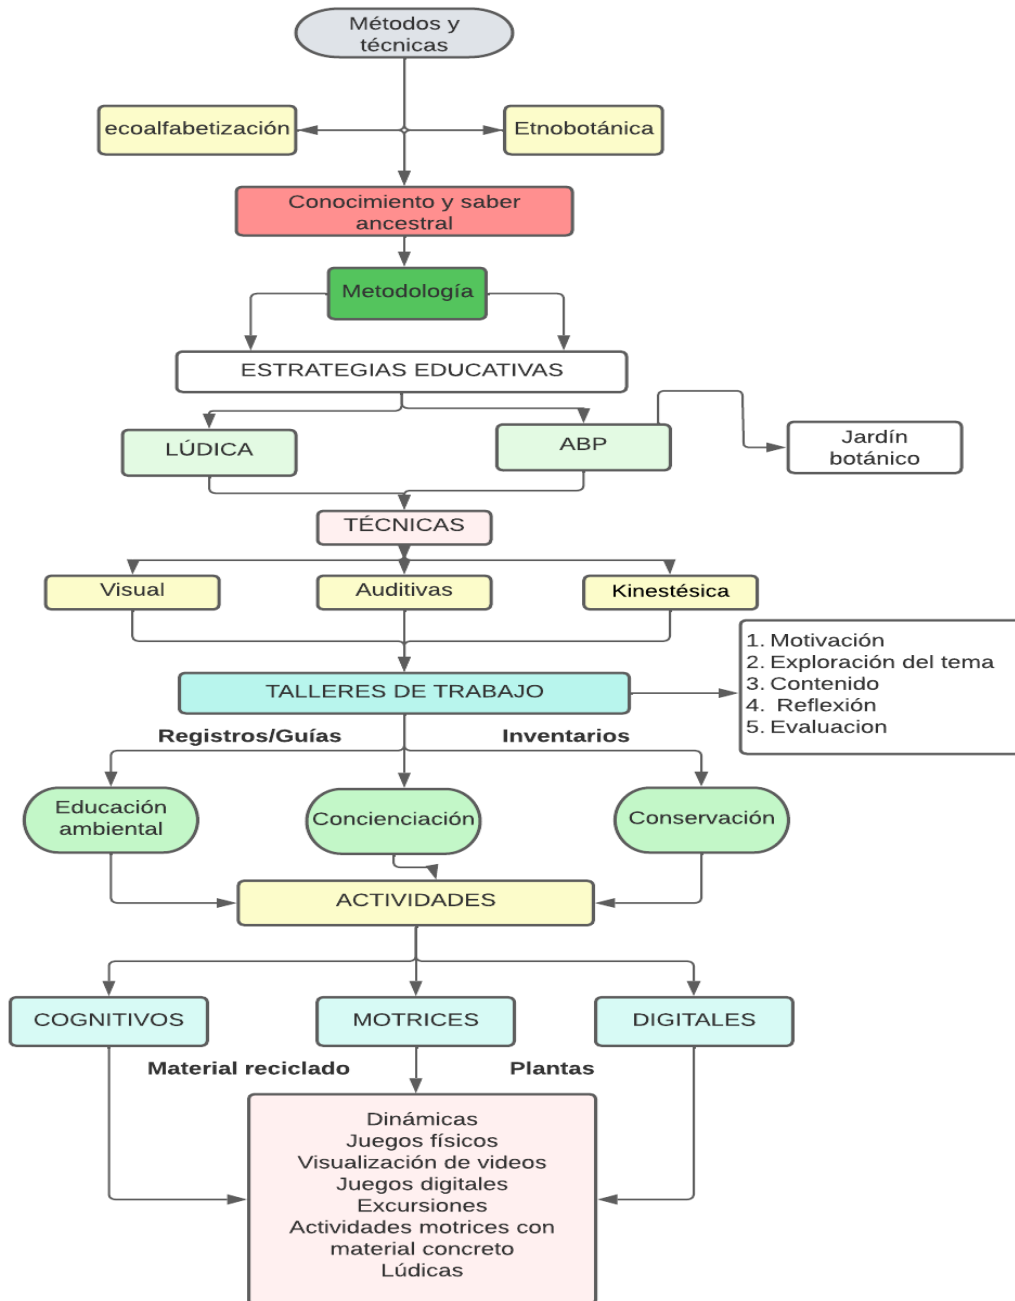 Métodos y
técnicas
ecoalfabetización
Etnobotánica
Conocimiento y saber
ancestral
Metodología
ESTRATEGIAS EDUCATIVAS
LÚDICA
ABP
Jardín
botánico
TÉCNICAS
Visual
Auditivas
Kinestésica
TALLERES DE TRABAJO
1. Motivación
2. Exploración del tema
3. Contenido
4. Reflexión
5. Evaluacion
Registros/Guías
Inventarios
Educación
ambiental
Concienciación
Conservación
ACTIVIDADES
COGNITIVOS
MOTRICES
DIGITALES
Material reciclado
Plantas
Dinámicas
Juegos físicos
Visualización de videos
Juegos digitales
Excursiones
Actividades motrices con
material concreto
Lúdicas